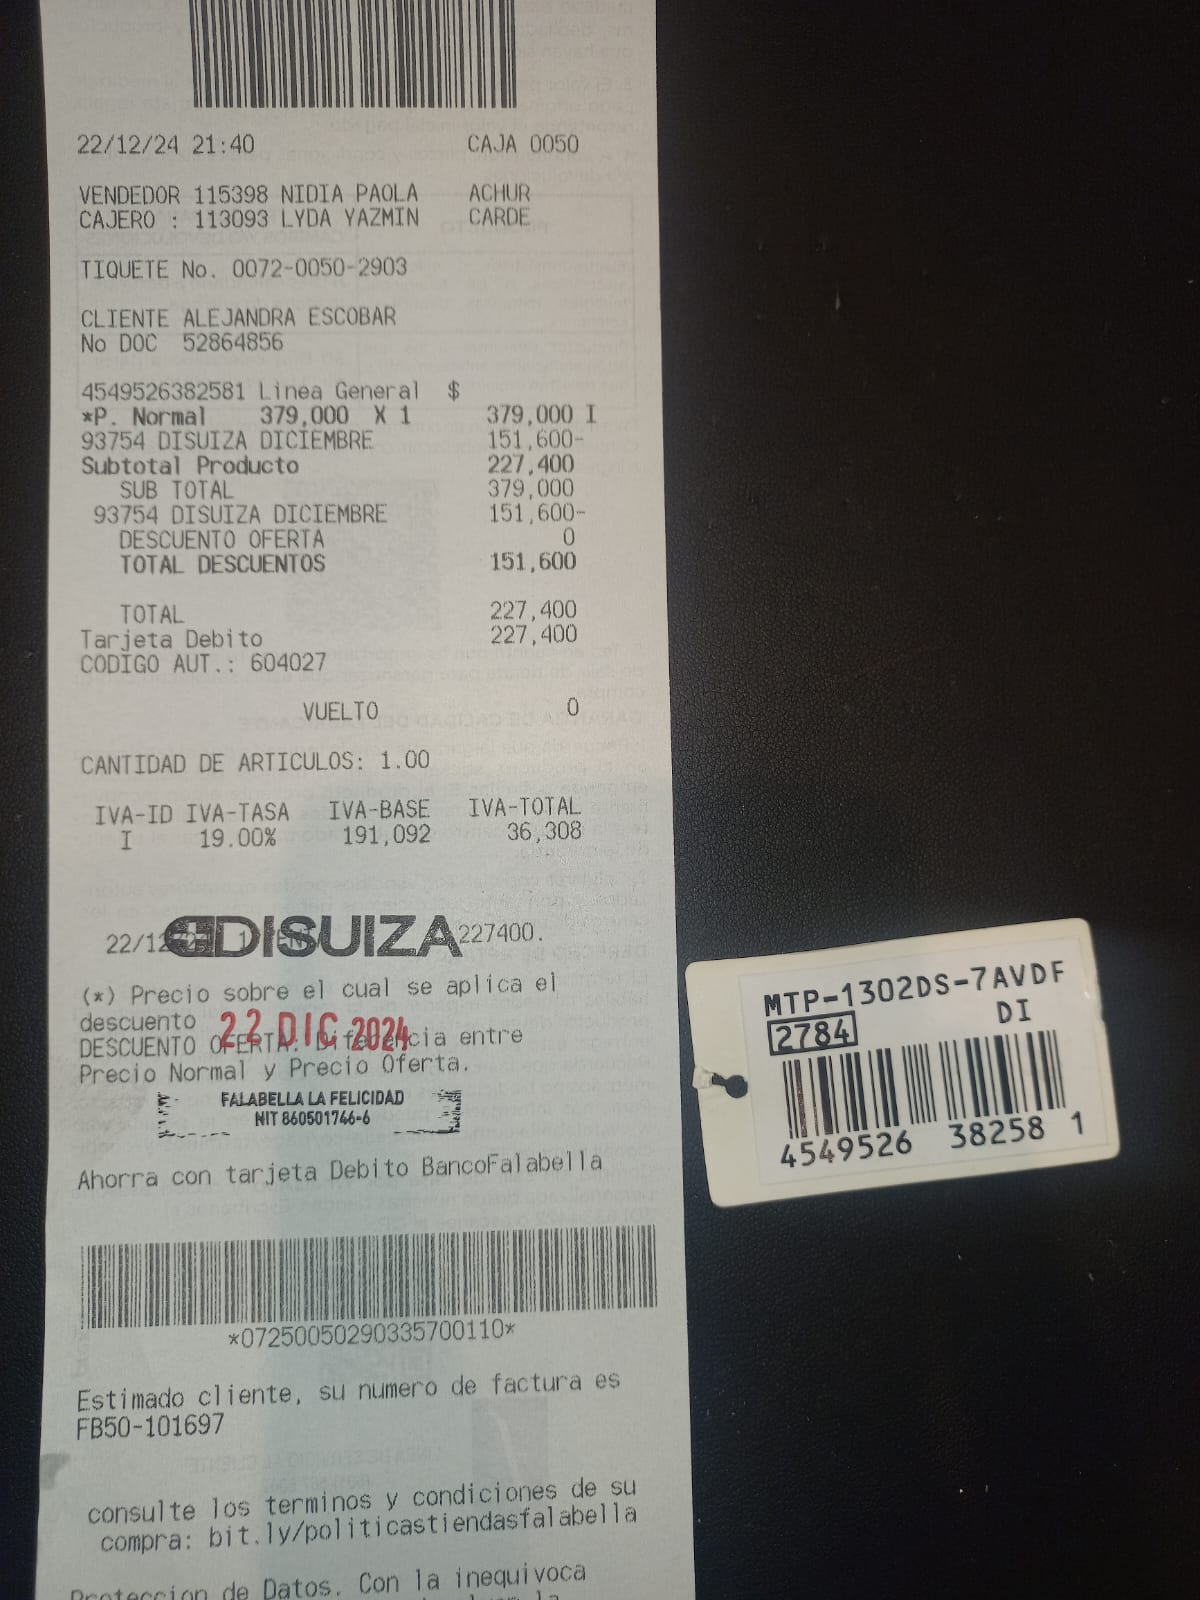 22/12/24 21:40 CAJA 0050
VENDEDOR 115398 NIDIA PAOLA ACHUR
CAJERO : 113093 LYDA YAZMIN CARDE
TIQUETE No. 0072-0050-2903
CLIENTE ALEJANDRA ESCOBAR
No DOC 52864856
4549526382581 Linea General $
*P. Normal 379,000 X 1 379,000 I
93754 DISUIZA DICIEMBRE 151,600-
Subtotal Producto 227,400
SUB TOTAL 379,000
93754 DISUIZA DICIEMBRE 151,600-
DESCUENTO OFERTA 0
TOTAL DESCUENTOS 151,600
TOTAL 227,400
Tarjeta Debito 227,400
CODIGO AUT.: 604027
VUELTO 0
CANTIDAD DE ARTICULOS: 1.00
IVA-ID IVA-TASA IVA-BASE IVA-TOTAL
I 19.00% 191,092 36,308
22/12 DISUIZA 227400.
(*) Precio sobre el cual se aplica el
descuento 22 DIC 2024
DESCUENTO OFERTA: Diferencia entre
Precio Normal y Precio Oferta.
FALABELLA LA FELICIDAD
NIT 860501746-6
Ahorra con tarjeta Debito BancoFalabella
*07250050290335700110*
Estimado cliente, su numero de factura es
FB50-101697
consulte los terminos y condiciones de su
compra: bit.ly/politicastiendasfalabella
Proteccion de Datos. Con la inequivoca
MTP-1302DS-7AVDF
DI
2784
4549526 38258 1